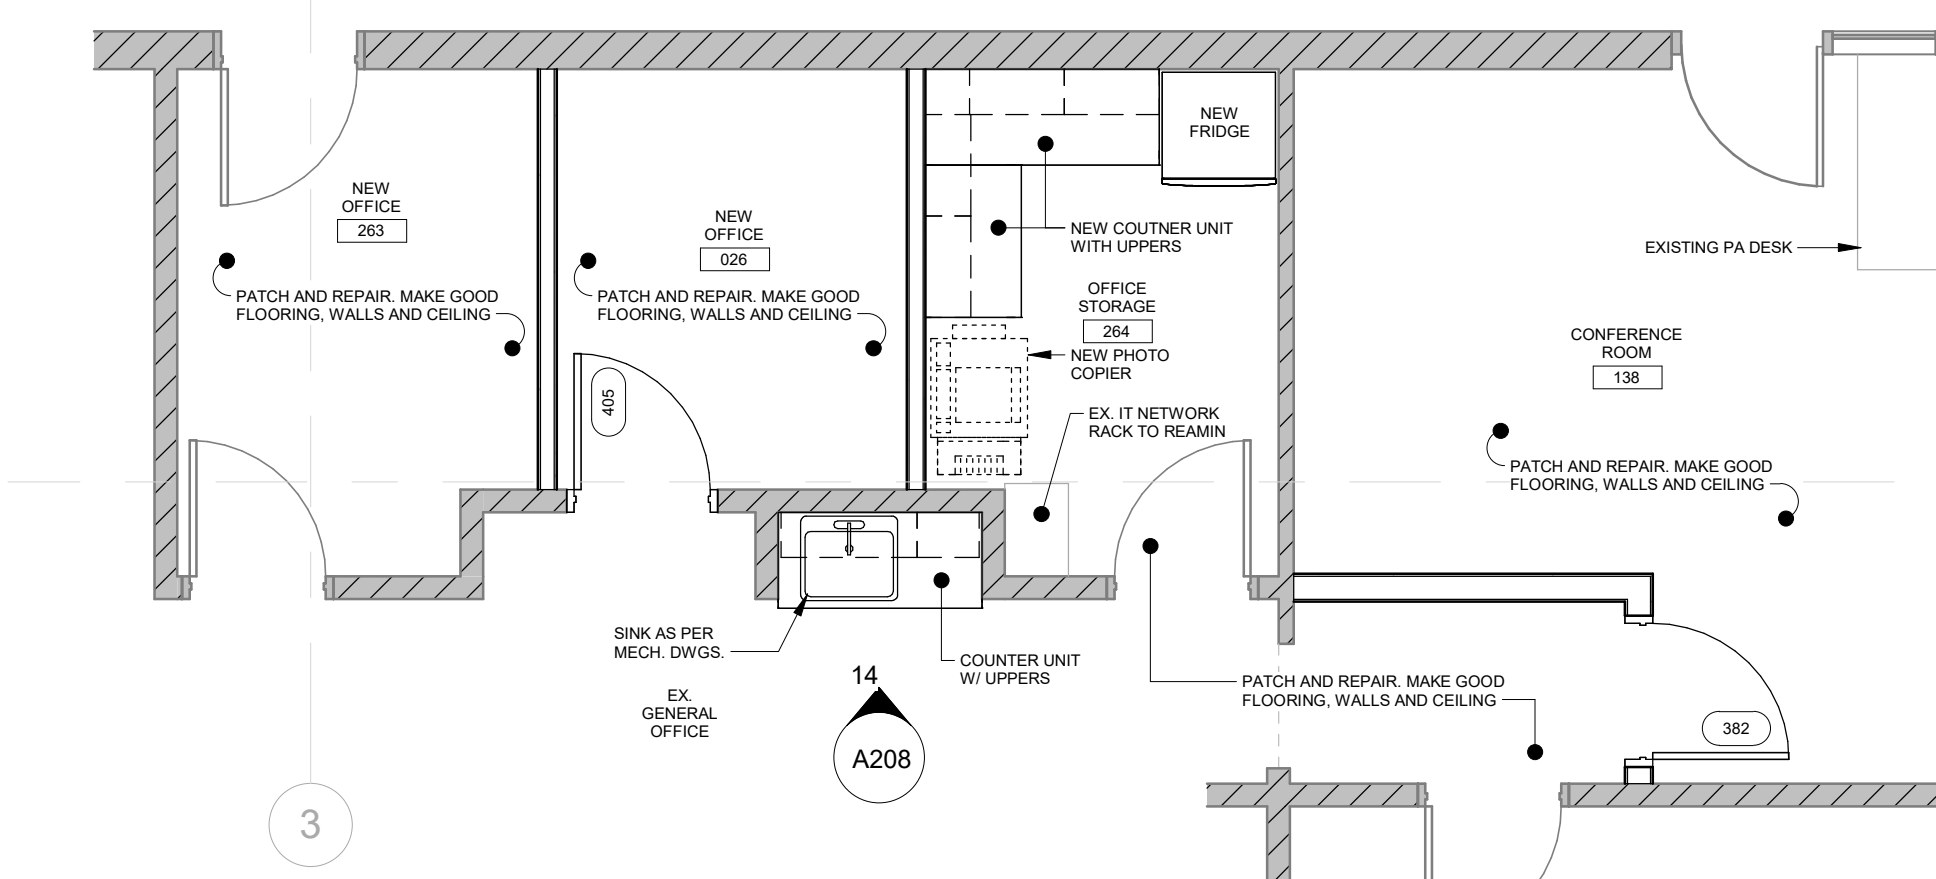 NEW
OFFICE
263
PATCH AND REPAIR. MAKE GOOD
FLOORING, WALLS AND CEILING
NEW
OFFICE
026
PATCH AND REPAIR. MAKE GOOD
FLOORING, WALLS AND CEILING
405
NEW
FRIDGE
NEW COUTNER UNIT
WITH UPPERS
OFFICE
STORAGE
264
NEW PHOTO
COPIER
EX. IT NETWORK
RACK TO REAMIN
EXISTING PA DESK
CONFERENCE
ROOM
138
PATCH AND REPAIR. MAKE GOOD
FLOORING, WALLS AND CEILING
SINK AS PER
MECH. DWGS.
COUNTER UNIT
W/ UPPERS
EX.
GENERAL
OFFICE
14
A208
PATCH AND REPAIR. MAKE GOOD
FLOORING, WALLS AND CEILING
382
3